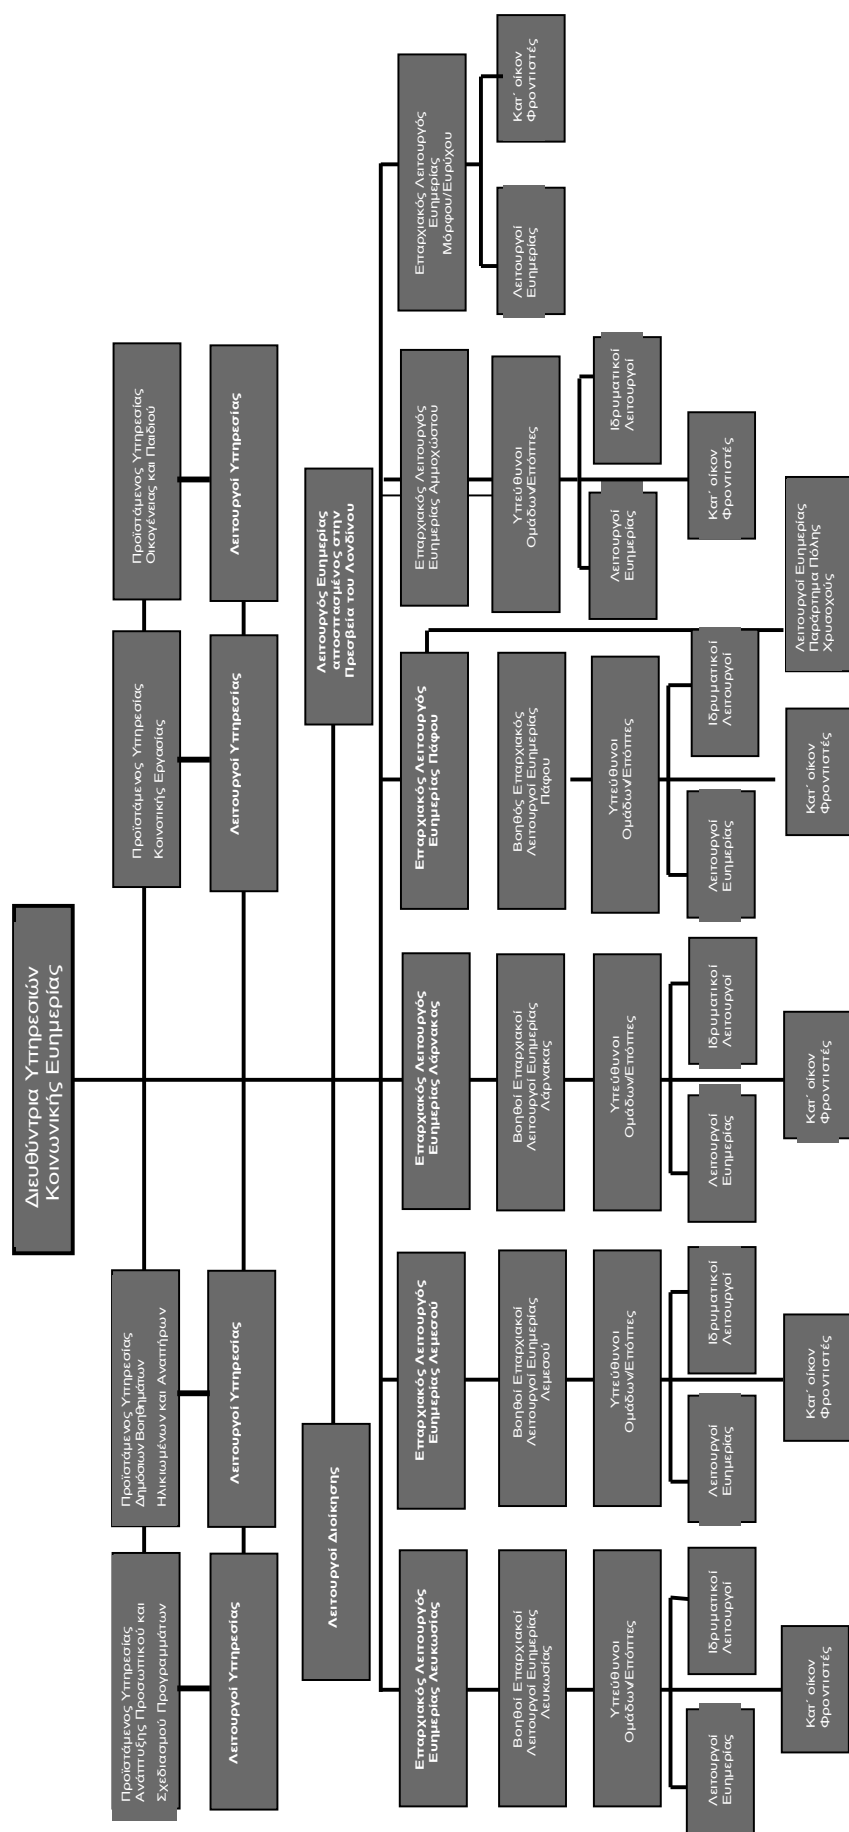 Διευθύντρια Υπηρεσιών
Κοινωνικής Ευημερίας
Προϊστάμενος Υπηρεσίας
Ανάπτυξης Προσωπικού και
Σχεδιασμού Προγραμμάτων
Προϊστάμενος Υπηρεσίας
Δημόσιων Βοηθημάτων
Ηλικιωμένων και Αναπήρων
Προϊστάμενος Υπηρεσίας
Κοινοτικής Εργασίας
Προϊστάμενος Υπηρεσίας
Οικογένειας και Παιδιού
Λειτουργοί Υπηρεσίας
Λειτουργοί Υπηρεσίας
Λειτουργοί Υπηρεσίας
Λειτουργοί Υπηρεσίας
Λειτουργοί Διοίκησης
Λειτουργός Ευημερίας
αποσπασμένος στην
Πρεσβεία του Λονδίνου
Επαρχιακός Λειτουργός
Ευημερίας Λευκωσίας
Επαρχιακός Λειτουργός
Ευημερίας Λεμεσού
Επαρχιακός Λειτουργός
Ευημερίας Λάρνακας
Επαρχιακός Λειτουργός
Ευημερίας Πάφου
Επαρχιακός Λειτουργός
Ευημερίας Αμμοχώστου
Επαρχιακός Λειτουργός
Ευημερίας
Μόρφου/Ευρύχου
Βοηθοί Επαρχιακοί
Λειτουργοί Ευημερίας
Λευκωσίας
Βοηθοί Επαρχιακοί
Λειτουργοί Ευημερίας
Λεμεσού
Βοηθοί Επαρχιακοί
Λειτουργοί Ευημερίας
Λάρνακας
Βοηθός Επαρχιακός
Λειτουργοί Ευημερίας
Πάφου
Υπεύθυνοι
Ομάδων/Επόπτες
Λειτουργοί
Ευημερίας
Κατ΄ οίκον
Φροντιστές
Υπεύθυνοι
Ομάδων/Επόπτες
Υπεύθυνοι
Ομάδων/Επόπτες
Υπεύθυνοι
Ομάδων/Επόπτες
Υπεύθυνοι
Ομάδων/Επόπτες
Λειτουργοί
Ευημερίας
Ιδρυματικοί
Λειτουργοί
Λειτουργοί
Ευημερίας
Ιδρυματικοί
Λειτουργοί
Λειτουργοί
Ευημερίας
Ιδρυματικοί
Λειτουργοί
Λειτουργοί
Ευημερίας
Ιδρυματικοί
Λειτουργοί
Λειτουργοί
Ευημερίας
Ιδρυματικοί
Λειτουργοί
Κατ΄ οίκον
Φροντιστές
Κατ΄ οίκον
Φροντιστές
Κατ΄ οίκον
Φροντιστές
Κατ΄ οίκον
Φροντιστές
Λειτουργοί Ευημερίας
Παράρτημα Πόλης
Χρυσοχούς
Κατ΄ οίκον
Φροντιστές